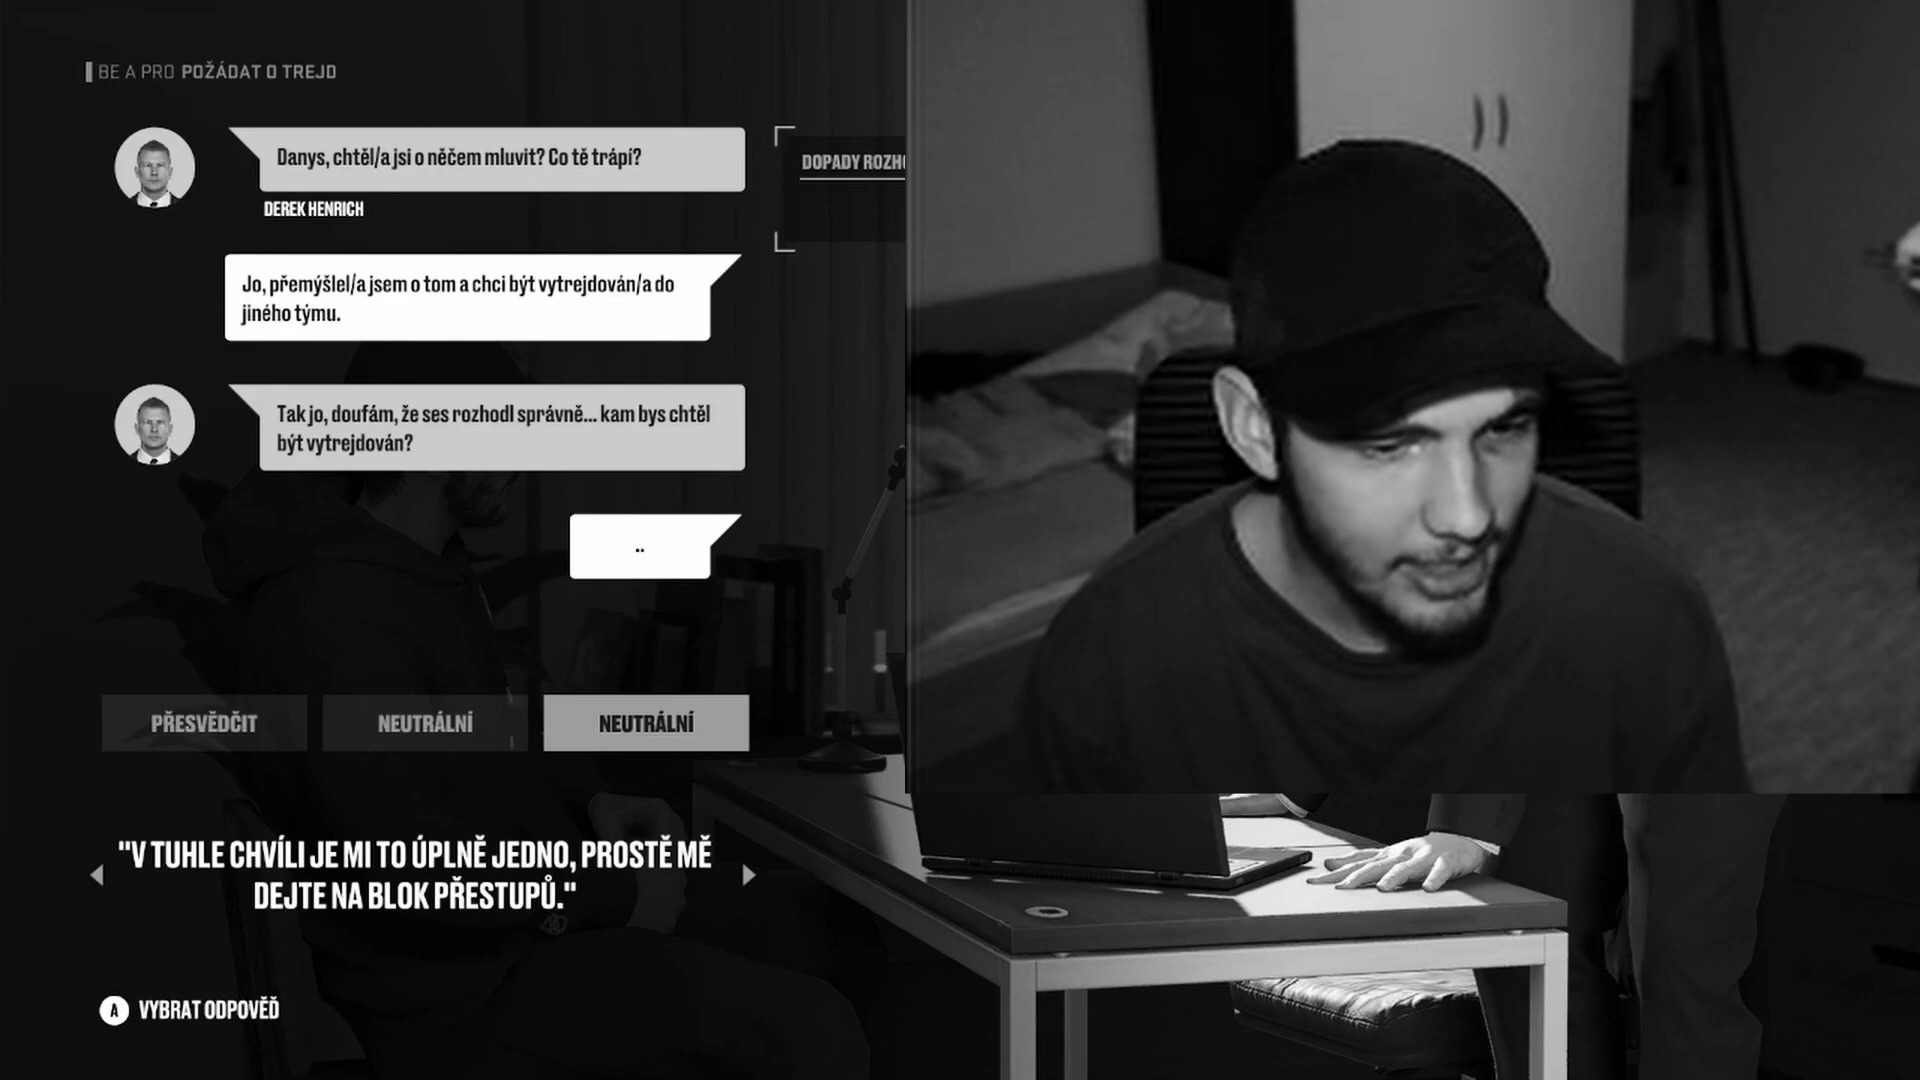 BE A PRO POŽÁDAT O TREJD
Danys, chtěl/a jsi o něčem mluvit? Co tě trápí?
DEREK HENRICH
DOPADY
Jo, přemýšlel/a jsem o tom a chci být vytrejdován/a do
jiného týmu.
Tak jo, doufám, že ses rozhodl správně... kam bys chtěl
být vytrejdován?
..
PŘESVĚDČIT
NEUTRÁLNÍ
NEUTRÁLNÍ
"V TUHLE CHVÍLI JE MI TO ÚPLNĚ JEDNO, PROSTĚ MĚ
DEJTE NA BLOK PŘESTUPŮ."
A VYBRAT ODPOVĚĎ